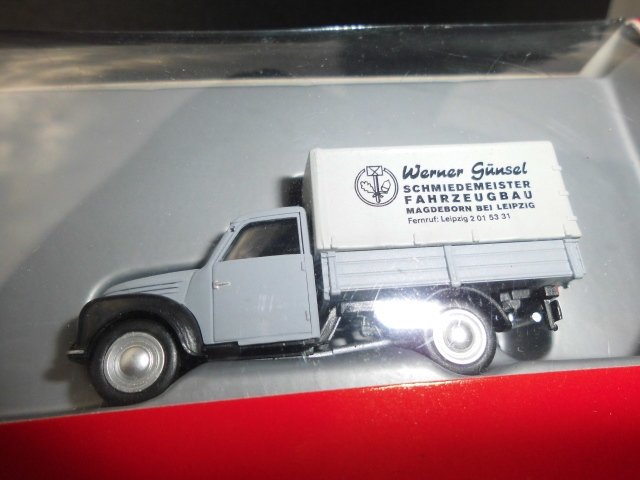 Werner Günsel
SCHMIEDEMEISTER
FAHRZEUGBAU
MAGDEBORN BEI LEIPZIG
Fernruf: Leipzig 2 01 53 31